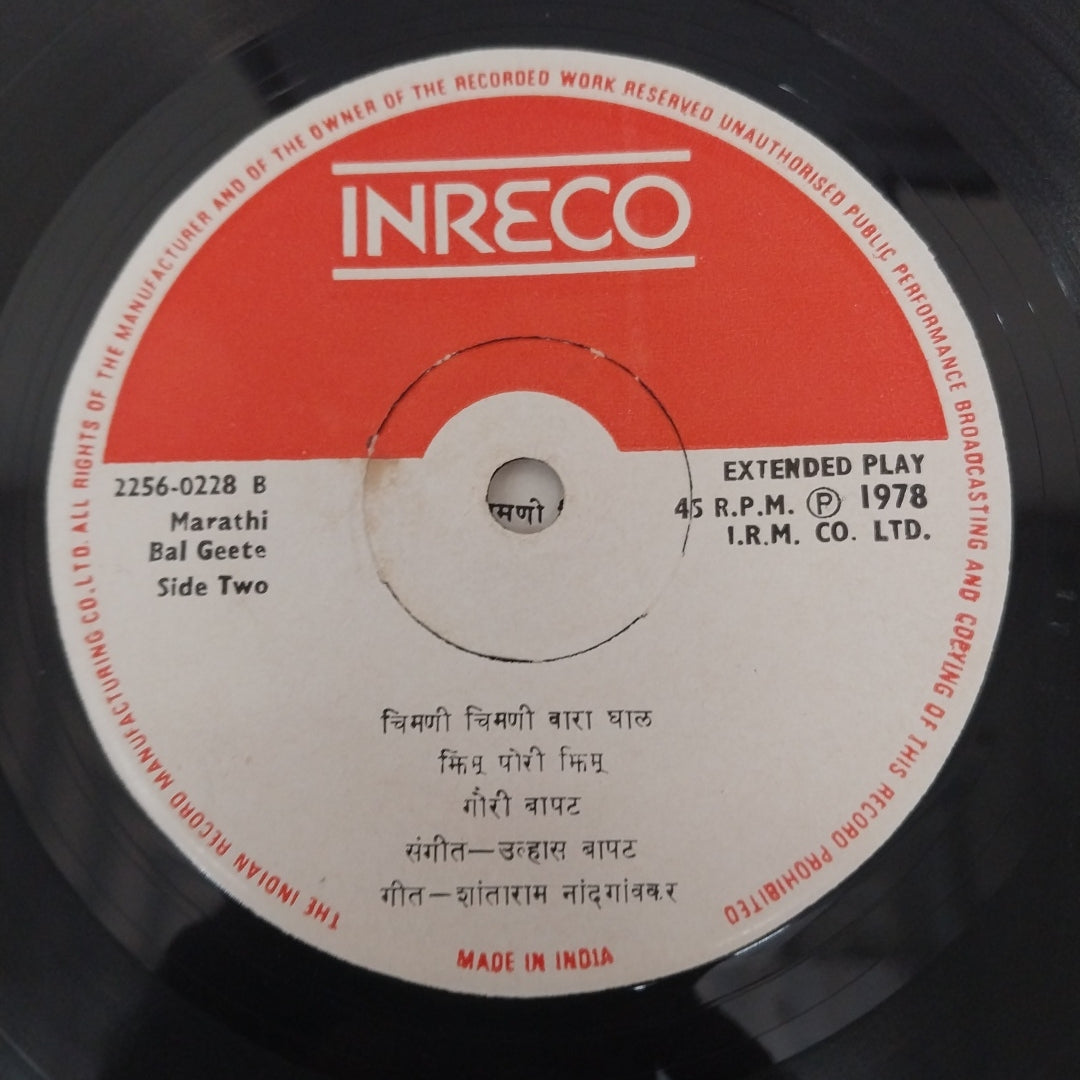 THE INDIAN RECORD MANUFACTURING CO.LTD. ALL RIGHTS OF THE MANUFACTURER AND OF THE OWNER OF THE RECORDED WORK RESERVED UNAUTHORISED PUBLIC PERFORMANCE BROADCASTING AND COPYING OF THIS RECORD PROHIBITED
INRECO
2256-0228 B
Marathi
Bal Geete
Side Two
EXTENDED PLAY
45 R.P.M. Ⓟ 1978
I.R.M. CO. LTD.
चिमणी चिमणी वारा घाल
झिमू पोरी झिमू
गौरी बापट
संगीत—उल्हास बापट
गीत—शांताराम नांदगांवकर
MADE IN INDIA